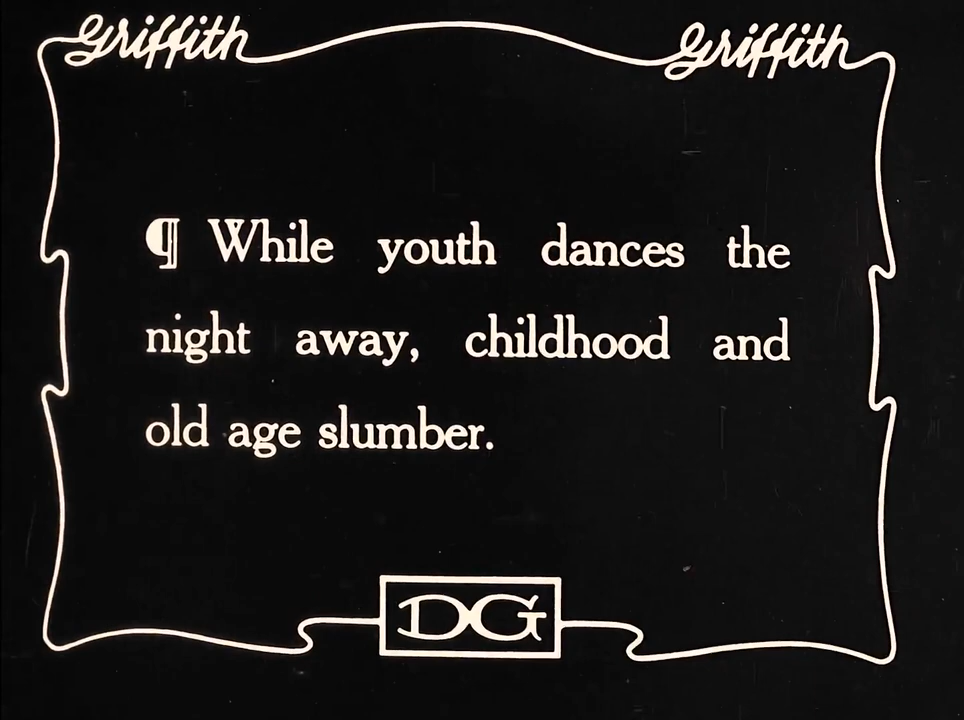 Griffith Griffith
¶ While youth dances the
night away, childhood and
old age slumber.
DG